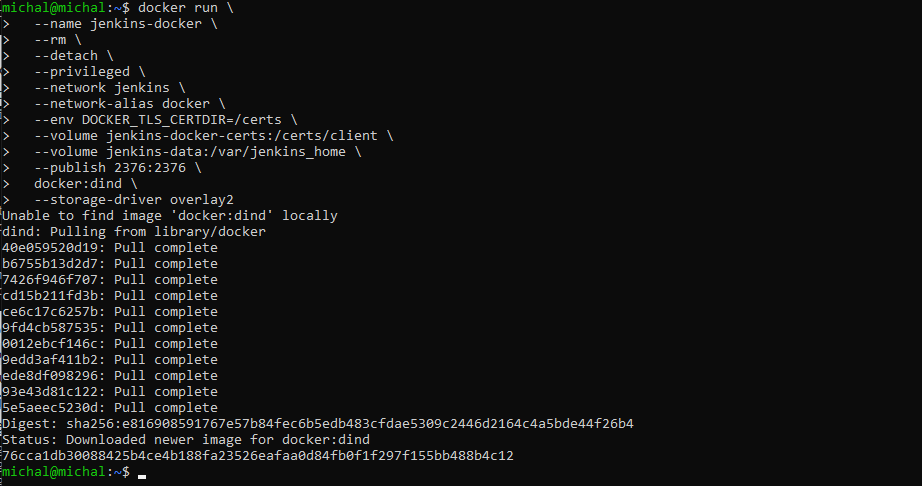 michal@michal:~$ docker run \
>   --name jenkins-docker \
>   --rm \
>   --detach \
>   --privileged \
>   --network jenkins \
>   --network-alias docker \
>   --env DOCKER_TLS_CERTDIR=/certs \
>   --volume jenkins-docker-certs:/certs/client \
>   --volume jenkins-data:/var/jenkins_home \
>   --publish 2376:2376 \
>   docker:dind \
>   --storage-driver overlay2
Unable to find image 'docker:dind' locally
dind: Pulling from library/docker
40e059520d19: Pull complete
b6755b13d2d7: Pull complete
7426f946f707: Pull complete
cd15b211fd3b: Pull complete
ce6c17c6257b: Pull complete
9fd4cb587535: Pull complete
0012ebcf146c: Pull complete
9edd3af411b2: Pull complete
ede8df098296: Pull complete
93e43d81c122: Pull complete
5e5aeec5230d: Pull complete
Digest: sha256:e816908591767e57b84fec6b5edb483cfdae5309c2446d2164c4a5bde44f26b4
Status: Downloaded newer image for docker:dind
76cca1db30088425b4ce4b188fa23526eafaa0d84fb0f1f297f155bb488b4c12
michal@michal:~$